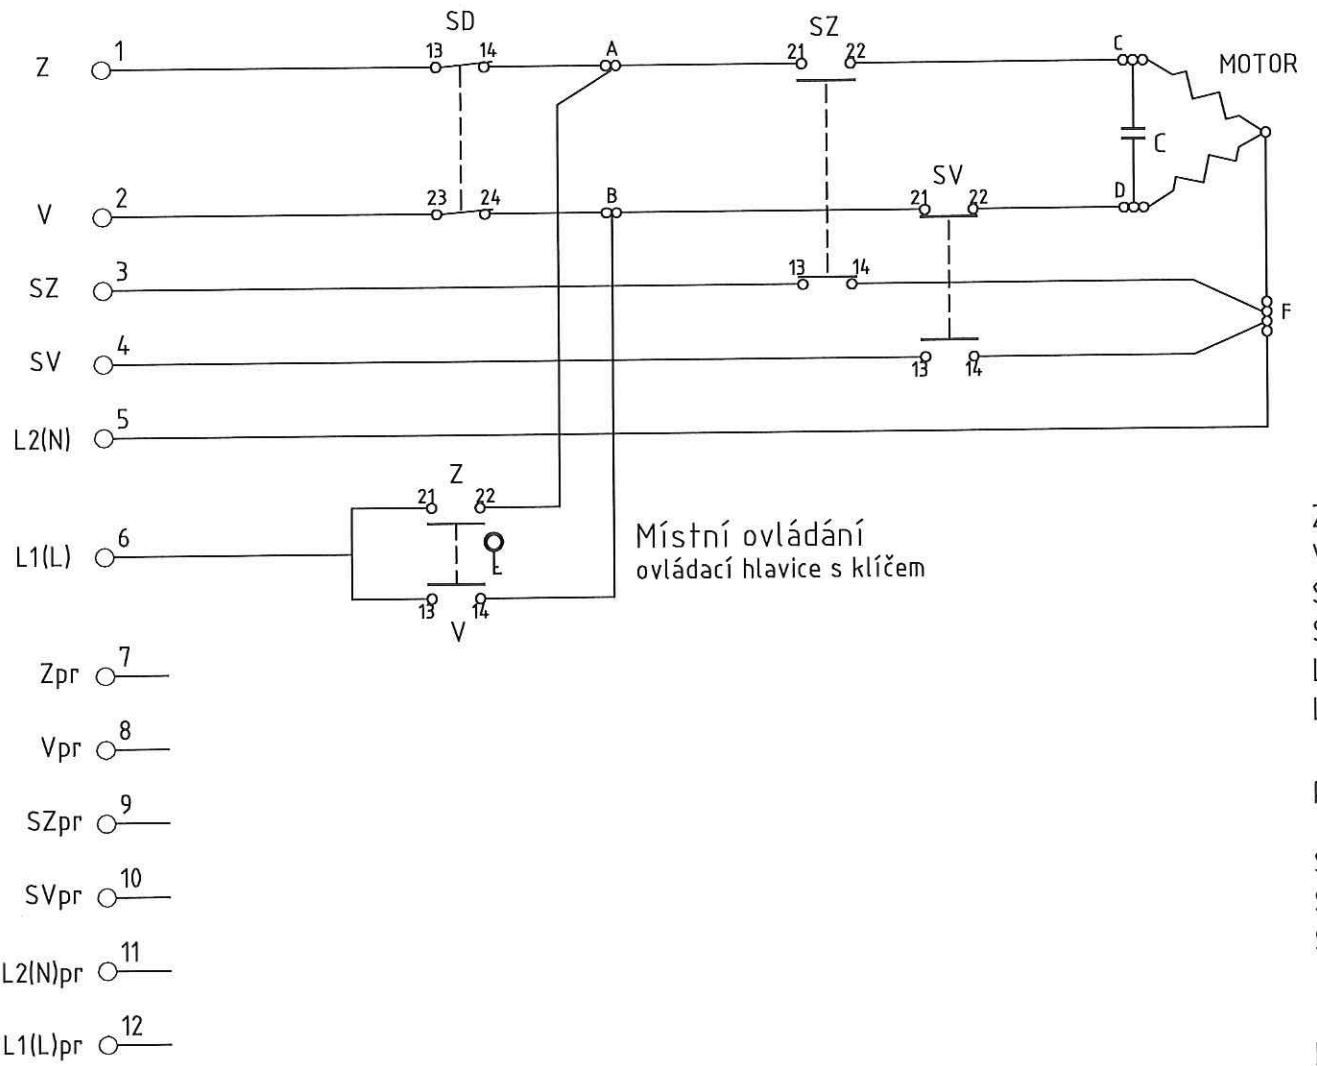 SD
SZ
Z 1 13 14 A 21 22 C MOTOR
C
SV
V 2 23 24 B 21 22 D
SZ 3 13 14
F
SV 4 13 14
L2(N) 5
Z
21 22
L1(L) 6
Místní ovládání
ovládací hlavice s klíčem
13 14
V
Zpr 7
Vpr 8
SZpr 9
SVpr 10
L2(N)pr 11
L1(L)pr 12